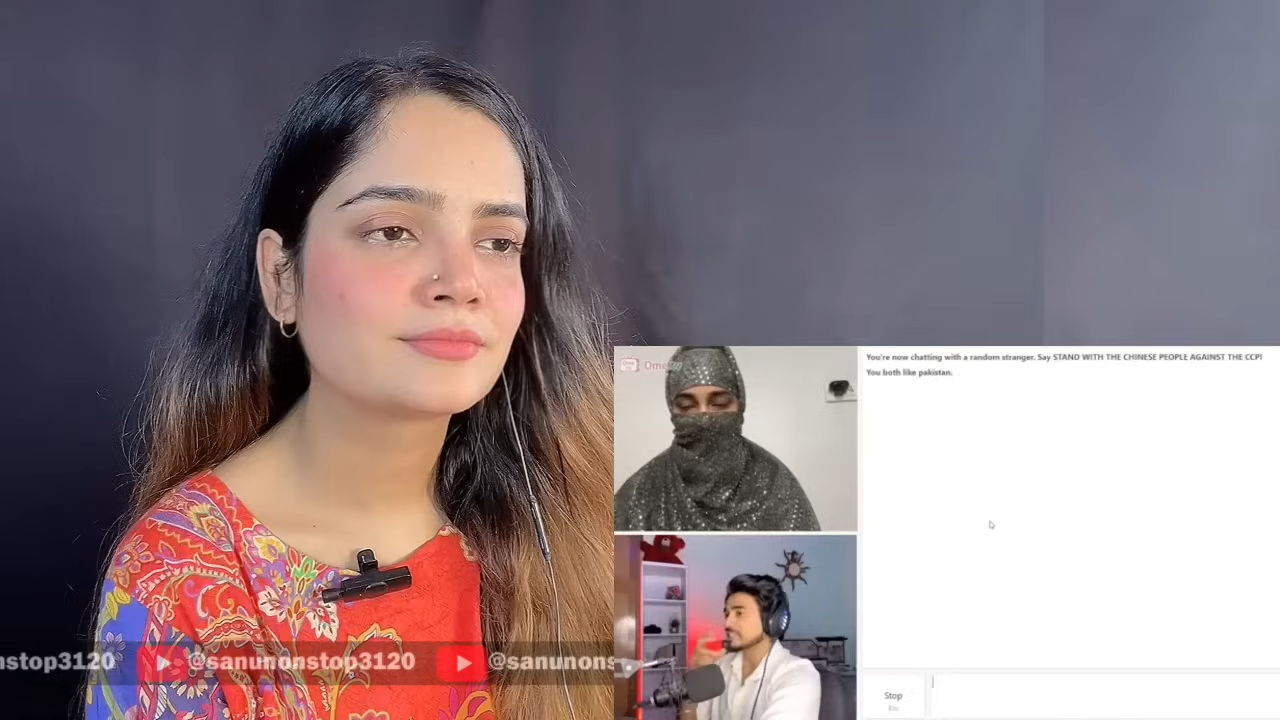 You're now chatting with a random stranger. Say STAND WITH THE CHINESE PEOPLE AGAINST THE CCP!
You both like pakistan.
nstop3120 @sanunonstop3120 @sanunons
Stop
Esc